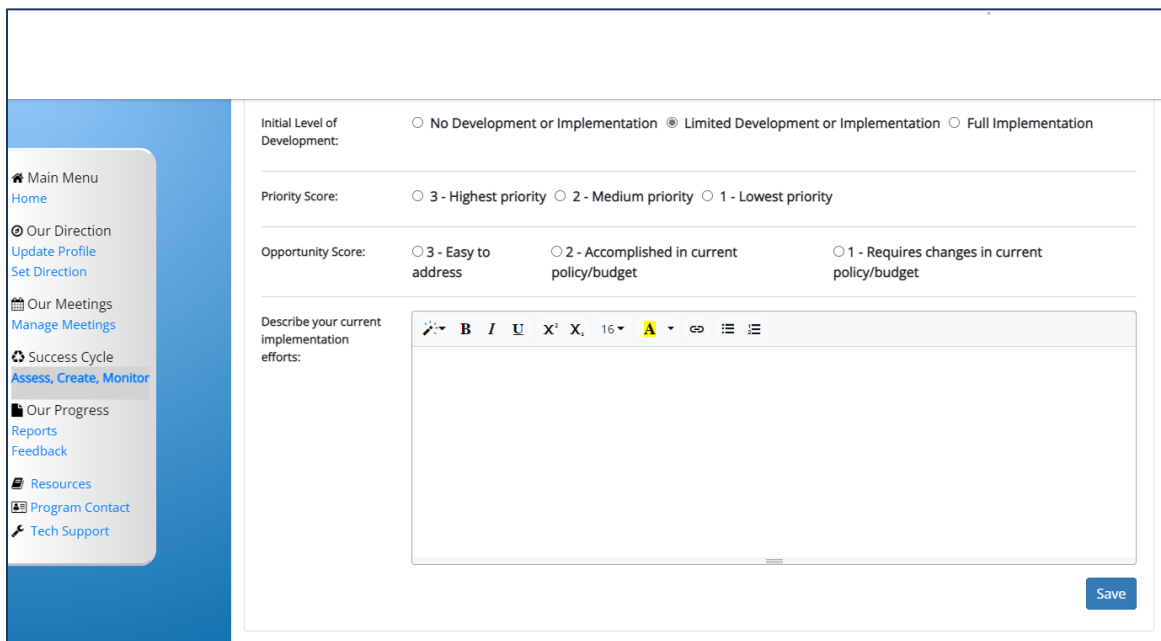 Main Menu
Home
Our Direction
Update Profile
Set Direction
Our Meetings
Manage Meetings
Success Cycle
Assess, Create, Monitor
Our Progress
Reports
Feedback
Resources
Program Contact
Tech Support
Initial Level of
Development:
No Development or Implementation Limited Development or Implementation Full Implementation
Priority Score:
3 - Highest priority 2 - Medium priority 1 - Lowest priority
Opportunity Score:
3 - Easy to
address
2 - Accomplished in current
policy/budget
1 - Requires changes in current
policy/budget
Describe your current
implementation
efforts:
B I U X² X₂ 16 A
Save